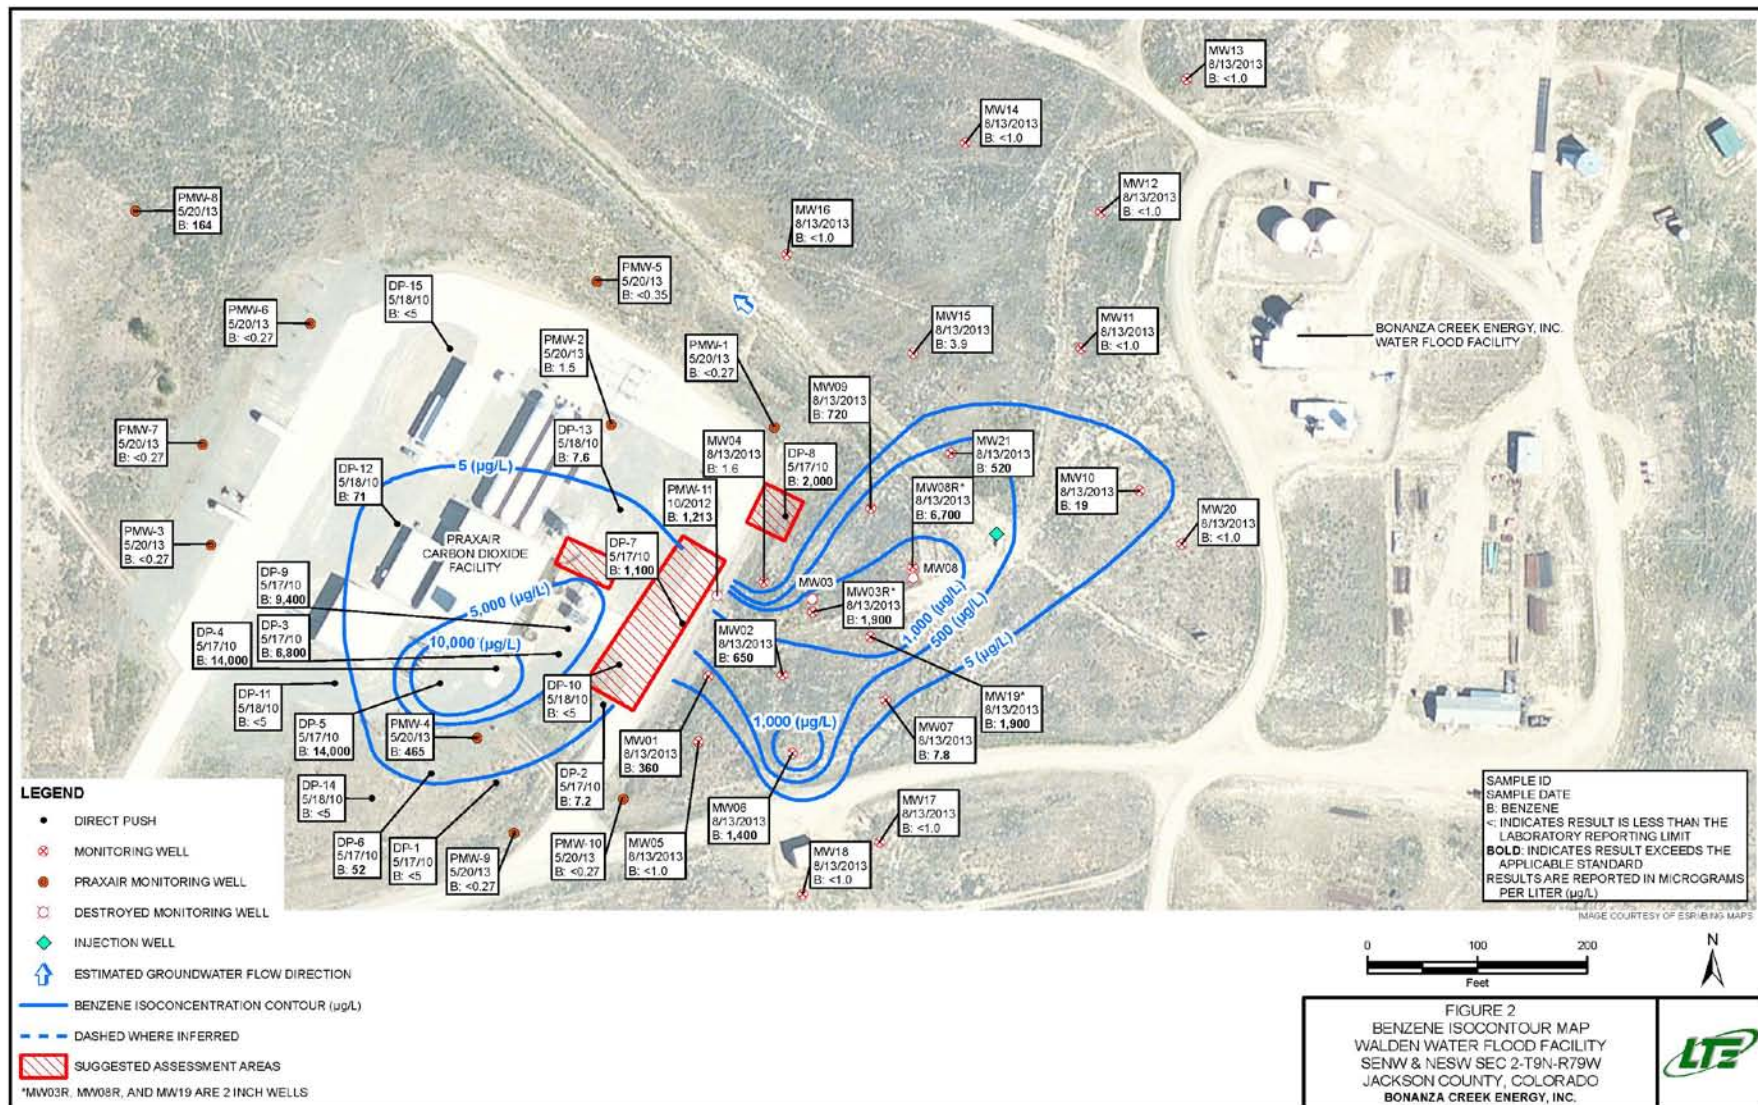 MW13
8/13/2013
B: <1.0
MW14
8/13/2013
B: <1.0
MW12
8/13/2013
B: <1.0
PMW-8
5/20/13
B: 164
MW16
8/13/2013
B: <1.0
PMW-5
5/20/13
B: <0.35
DP-15
5/18/10
B: <5
PMW-6
5/20/13
B: <0.27
MW15
8/13/2013
B: 3.9
MW11
8/13/2013
B: <1.0
BONANZA CREEK ENERGY, INC.
WATER FLOOD FACILITY
PMW-2
5/20/13
B: 1.5
PMW-1
5/20/13
B: <0.27
MW09
8/13/2013
B: 720
PMW-7
5/20/13
B: <0.27
DP-13
5/18/10
B: 7.6
MW04
8/13/2013
B: 1.6
DP-8
5/17/10
B: 2,000
MW21
8/13/2013
B: 520
DP-12
5/18/10
B: 71
5 (µg/L)
PMW-11
10/2012
B: 1,213
MW08R*
8/13/2013
B: 6,700
MW10
8/13/2013
B: 19
MW20
8/13/2013
B: <1.0
PMW-3
5/20/13
B: <0.27
PRAXAIR
CARBON DIOXIDE
FACILITY
DP-7
5/17/10
B: 1,100
DP-9
5/17/10
B: 9,400
MW03
MW08
MW03R*
8/13/2013
B: 1,900
5,000 (µg/L)
1,000 (µg/L)
500 (µg/L)
5 (µg/L)
DP-3
5/17/10
B: 6,800
DP-4
5/17/10
B: 14,000
10,000 (µg/L)
MW02
8/13/2013
B: 650
DP-11
5/18/10
B: <5
DP-10
5/18/10
B: <5
MW19*
8/13/2013
B: 1,900
DP-5
5/17/10
B: 14,000
PMW-4
5/20/13
B: 465
MW01
8/13/2013
B: 360
1,000 (µg/L)
MW07
8/13/2013
B: 7.8
DP-14
5/18/10
B: <5
DP-2
5/17/10
B: 7.2
MW06
8/13/2013
B: 1,400
MW17
8/13/2013
B: <1.0
DP-6
5/17/10
B: 52
DP-1
5/17/10
B: <5
PMW-9
5/20/13
B: <0.27
PMW-10
5/20/13
B: <0.27
MW05
8/13/2013
B: <1.0
MW18
8/13/2013
B: <1.0
SAMPLE ID
SAMPLE DATE
B: BENZENE
<: INDICATES RESULT IS LESS THAN THE
LABORATORY REPORTING LIMIT
BOLD: INDICATES RESULT EXCEEDS THE
APPLICABLE STANDARD
RESULTS ARE REPORTED IN MICROGRAMS
PER LITER (µg/L)
IMAGE COURTESY OF ESRI/BING MAPS
LEGEND
DIRECT PUSH
MONITORING WELL
PRAXAIR MONITORING WELL
DESTROYED MONITORING WELL
INJECTION WELL
ESTIMATED GROUNDWATER FLOW DIRECTION
BENZENE ISOCONCENTRATION CONTOUR (µg/L)
DASHED WHERE INFERRED
SUGGESTED ASSESSMENT AREAS
*MW03R, MW08R, AND MW19 ARE 2 INCH WELLS
0 100 200
Feet
N
FIGURE 2
BENZENE ISOCONTOUR MAP
WALDEN WATER FLOOD FACILITY
SENW & NESW SEC 2-T9N-R79W
JACKSON COUNTY, COLORADO
BONANZA CREEK ENERGY, INC.
LTE